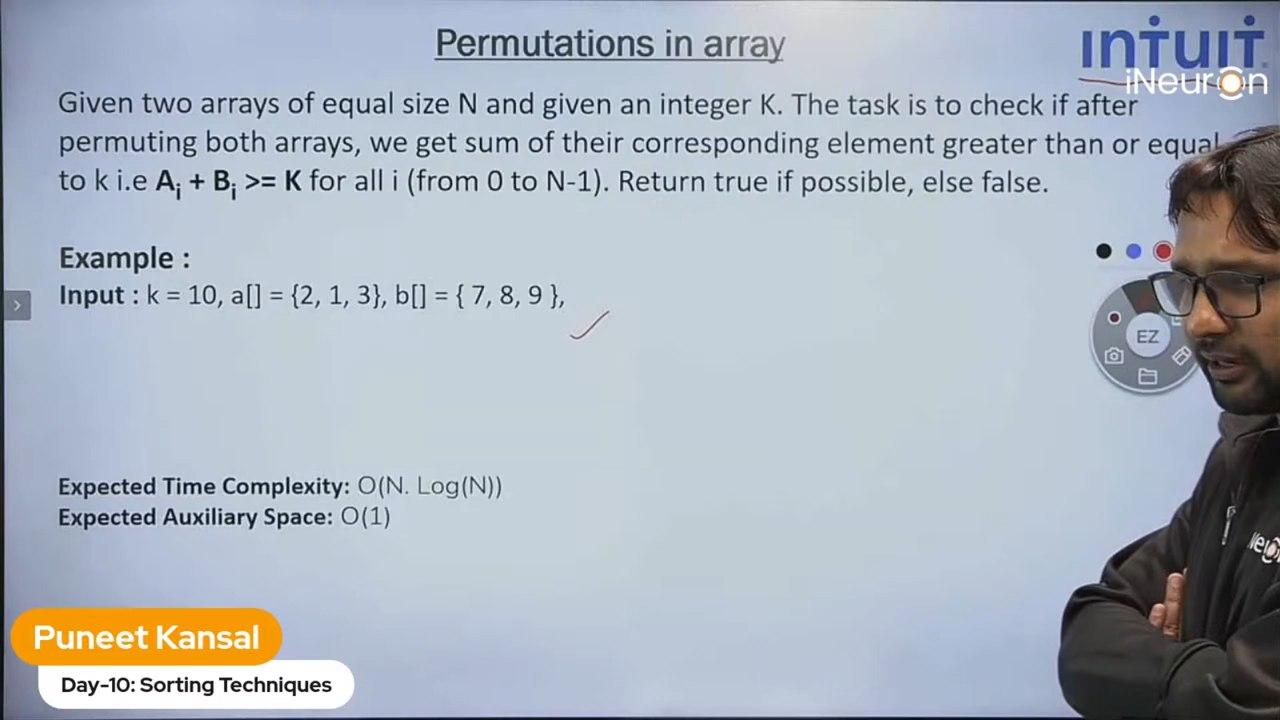 Permutations in array
INTUIT
iNeuron
Given two arrays of equal size N and given an integer K. The task is to check if after
permuting both arrays, we get sum of their corresponding element greater than or equal
to k i.e Ai + Bi >= K for all i (from 0 to N-1). Return true if possible, else false.
Example :
Input : k = 10, a[] = {2, 1, 3}, b[] = { 7, 8, 9 },
EZ
Expected Time Complexity: O(N. Log(N))
Expected Auxiliary Space: O(1)
Puneet Kansal
Day-10: Sorting Techniques